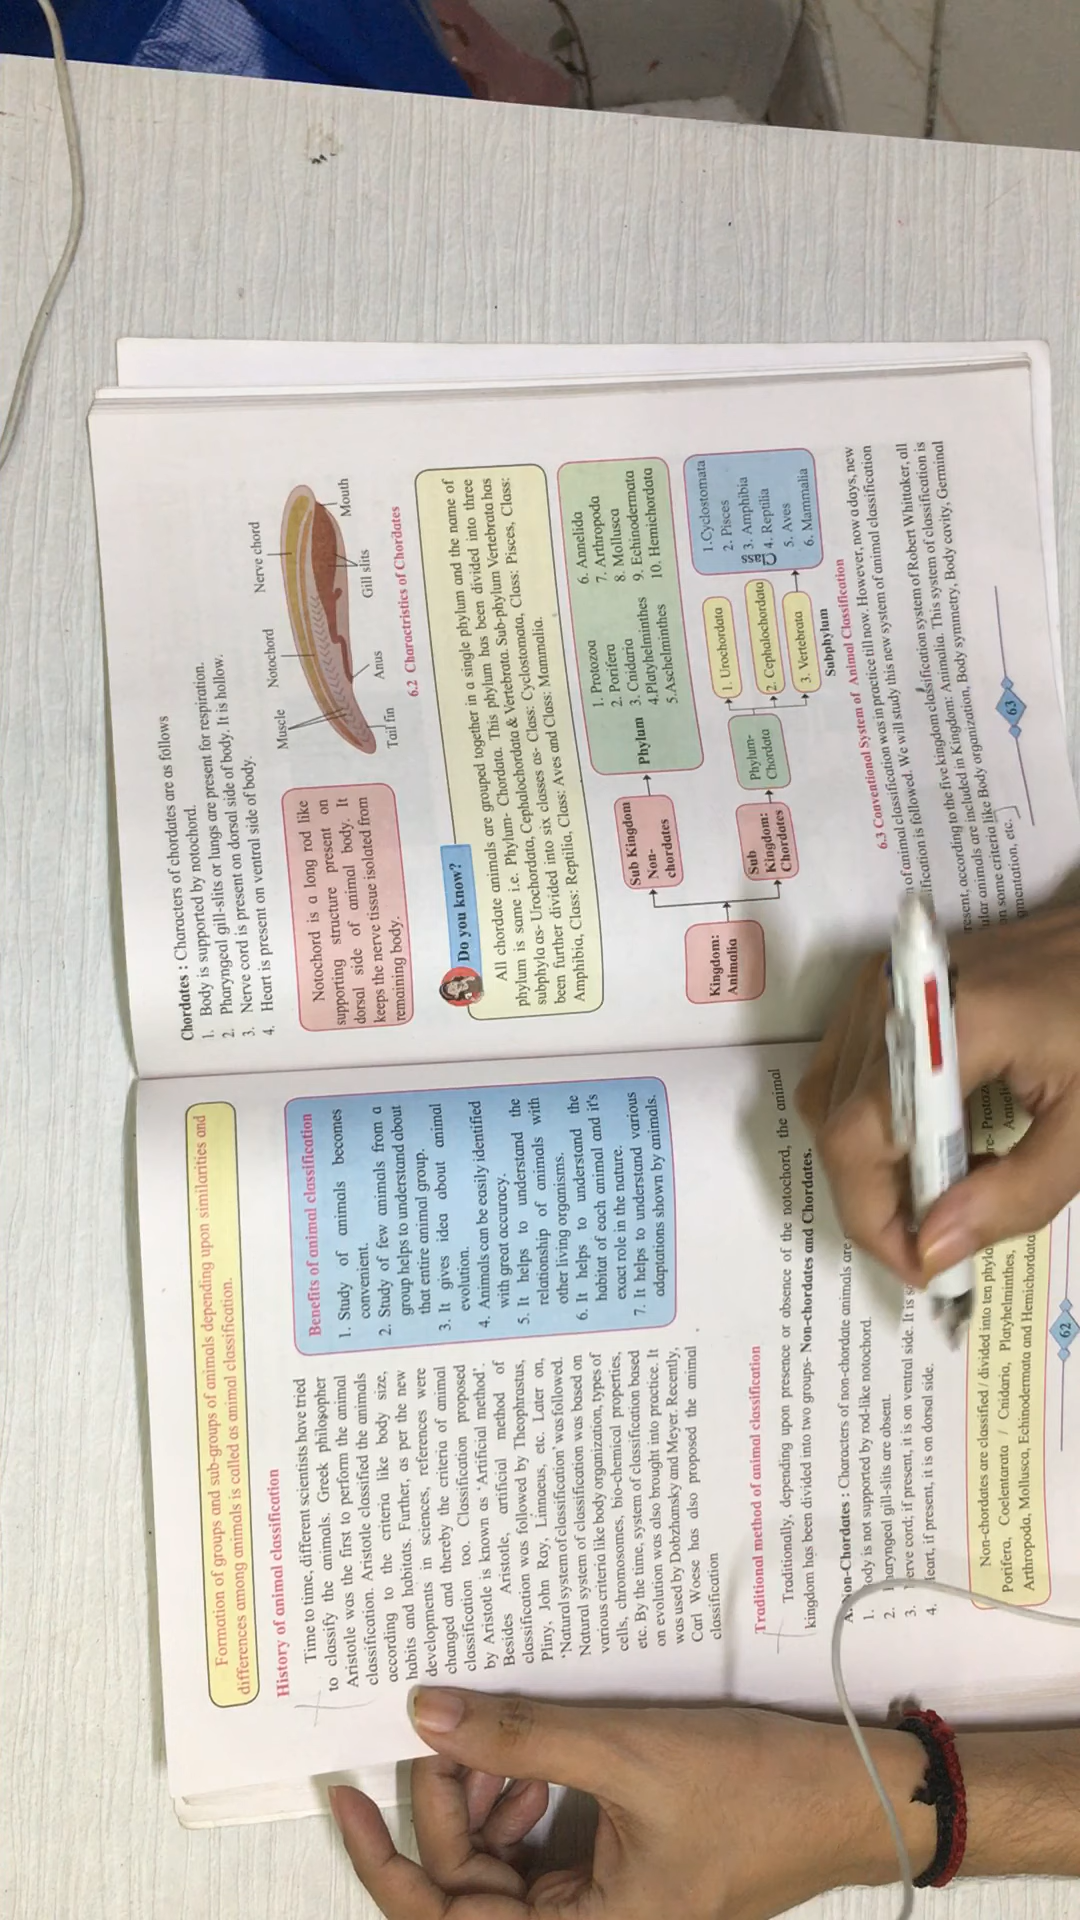 Formation of groups and sub-groups of animals depending upon similarities and
differences among animals is called as animal classification.
History of animal classification
Time to time, different scientists have tried
to classify the animals. Greek philosopher
Aristotle was the first to perform the animal
classification. Aristotle classified the animals
according to the criteria like body size,
habits and habitats. Further, as per the new
developments in sciences, references were
changed and thereby the criteria of animal
classification too. Classification proposed
by Aristotle is known as 'Artificial method'.
Besides Aristotle, artificial method of
classification was followed by Theophrastus,
Pliny, John Ray, Linnaeus, etc. Later on,
'Natural system of classification' was followed.
Natural system of classification was based on
various criteria like body organization, types of
cells, chromosomes, bio-chemical properties,
etc. By the time, system of classification based
on evolution was also brought into practice. It
was used by Dobzhansky and Meyer. Recently,
Carl Woese has also proposed the animal
classification
Benefits of animal classification
1. Study of animals becomes
convenient.
2. Study of few animals from a
group helps to understand about
that entire animal group.
3. It gives idea about animal
evolution.
4. Animals can be easily identified
with great accuracy.
5. It helps to understand the
relationship of animals with
other living organisms.
6. It helps to understand the
habitat of each animal and it's
exact role in the nature.
7. It helps to understand various
adaptations shown by animals.
Traditional method of animal classification
Traditionally, depending upon presence or absence of the notochord, the animal
kingdom has been divided into two groups- Non-chordates and Chordates.
A. Non-Chordates : Characters of non-chordate animals are
1. ody is not supported by rod-like notochord.
2. haryngeal gill-slits are absent.
3. erve cord; if present, it is on ventral side. It is
4. eart, if present, it is on dorsal side.
Non-chordates are classified / divided into ten phyla Protoz
Porifera, Coelentarata / Cnidaria, Platyhelminthes,
Arthropoda, Mollusca, Echinodermata and Hemichordata
62
Chordates : Characters of chordates are as follows
1. Body is supported by notochord.
2. Pharyngeal gill-slits or lungs are present for respiration.
3. Nerve cord is present on dorsal side of body. It is hollow.
4. Heart is present on ventral side of body.
Notochord is a long rod like
supporting structure present on
dorsal side of animal body. It
keeps the nerve tissue isolated from
remaining body.
Muscle
Notochord
Nerve chord
Tail fin
Anus
Gill slits
Mouth
6.2 Charactristics of Chordates
Do you know?
All chordate animals are grouped together in a single phylum and the name of
phylum is same i.e. Phylum- Chordata. This phylum has been divided into three
subphyla as- Urochordata, Cephalochordata & Vertebrata. Sub-phylum Vertebrata has
been further divided into six classes as- Class: Cyclostomata, Class: Pisces, Class:
Amphibia, Class: Reptilia, Class: Aves and Class: Mammalia.
Kingdom:
Animalia
Sub Kingdom
Non-
chordates
Phylum
1. Protozoa
2. Porifera
3. Cnidaria
4.Platyhelminthes
5.Aschelminthes
6. Annelida
7. Arthropoda
8. Mollusca
9. Echinodermata
10. Hemichordata
Sub
Kingdom:
Chordates
Phylum-
Chordata
1. Urochordata
2. Cephalochordata
3. Vertebrata
Subphylum
Class
1.Cyclostomata
2. Pisces
3. Amphibia
4. Reptilia
5. Aves
6. Mammalia
6.3 Conventional System of Animal Classification
of animal classification was in practice till now. However, now a days, new
ification is followed. We will study this new system of animal classification
resent, according to the five kingdom classification system of Robert Whittaker, all
ular animals are included in Kingdom: Animalia. This system of classification is
on some criteria like Body organization, Body symmetry, Body cavity, Germinal
gmentation, etc.
63